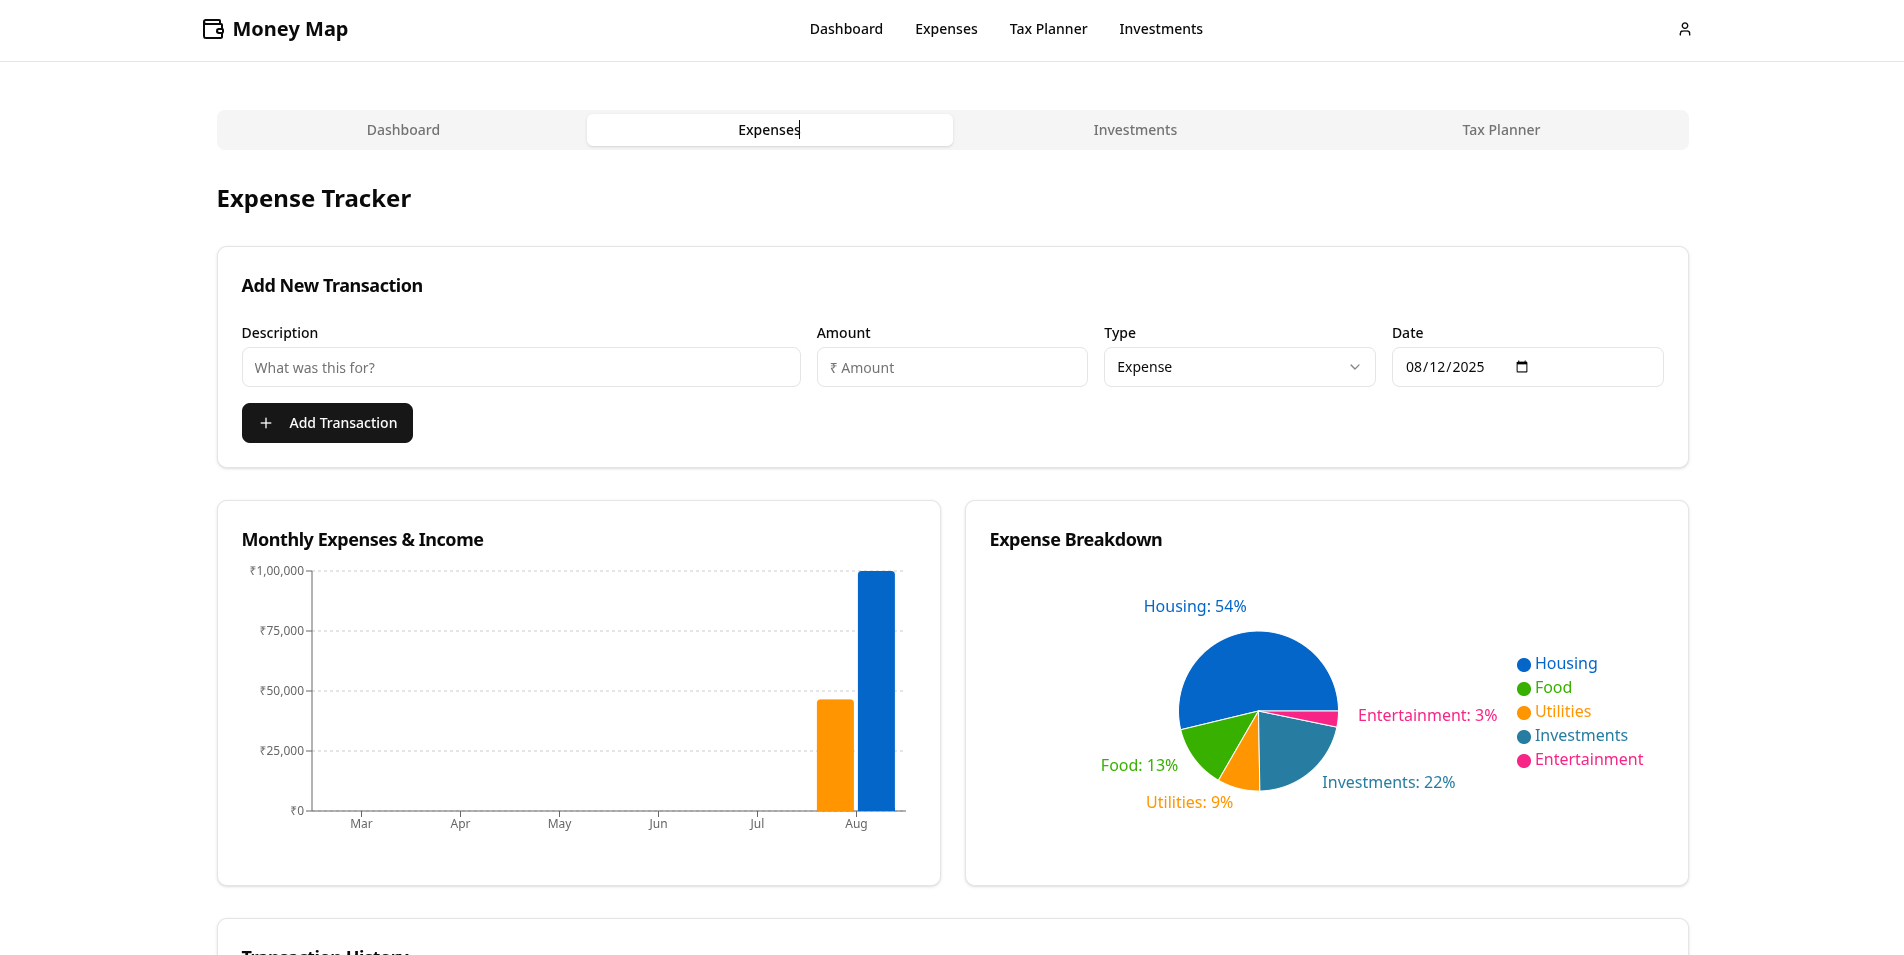 Money Map
Dashboard Expenses Tax Planner Investments
Dashboard Expenses Investments Tax Planner
Expense Tracker
Add New Transaction
Description Amount Type Date
What was this for? ₹ Amount Expense 08/12/2025
Add Transaction
Monthly Expenses & Income
₹1,00,000
₹75,000
₹50,000
₹25,000
₹0
Mar Apr May Jun Jul Aug
Expense Breakdown
Housing: 54%
Entertainment: 3%
Food: 13%
Investments: 22%
Utilities: 9%
Housing
Food
Utilities
Investments
Entertainment
Transaction History